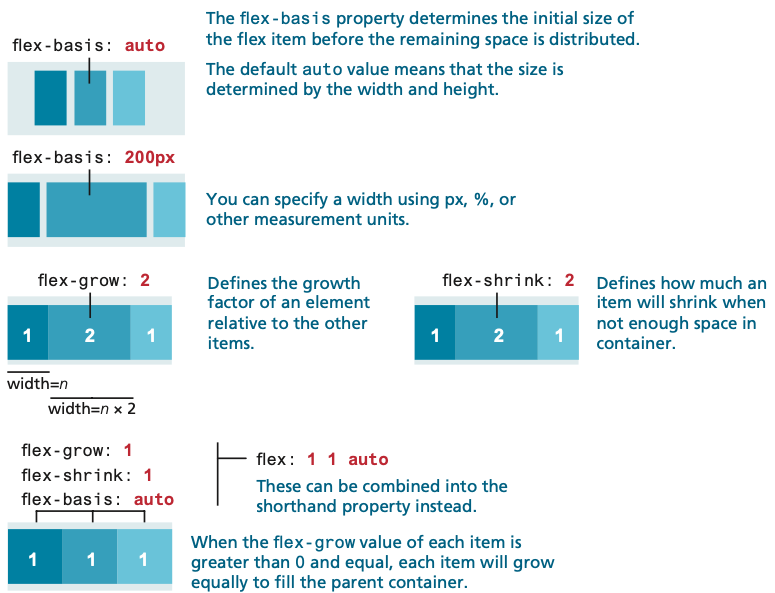 The flex-basis property determines the initial size of
the flex item before the remaining space is distributed.
flex-basis: auto
The default auto value means that the size is
determined by the width and height.
flex-basis: 200px
You can specify a width using px, %, or
other measurement units.
flex-grow: 2
1 2 1
width=n
width=n × 2
Defines the growth
factor of an element
relative to the other
items.
flex-shrink: 2
1 2 1
Defines how much an
item will shrink when
not enough space in
container.
flex-grow: 1
flex-shrink: 1
flex-basis: auto
1 1 1
flex: 1 1 auto
These can be combined into the
shorthand property instead.
When the flex-grow value of each item is
greater than 0 and equal, each item will grow
equally to fill the parent container.